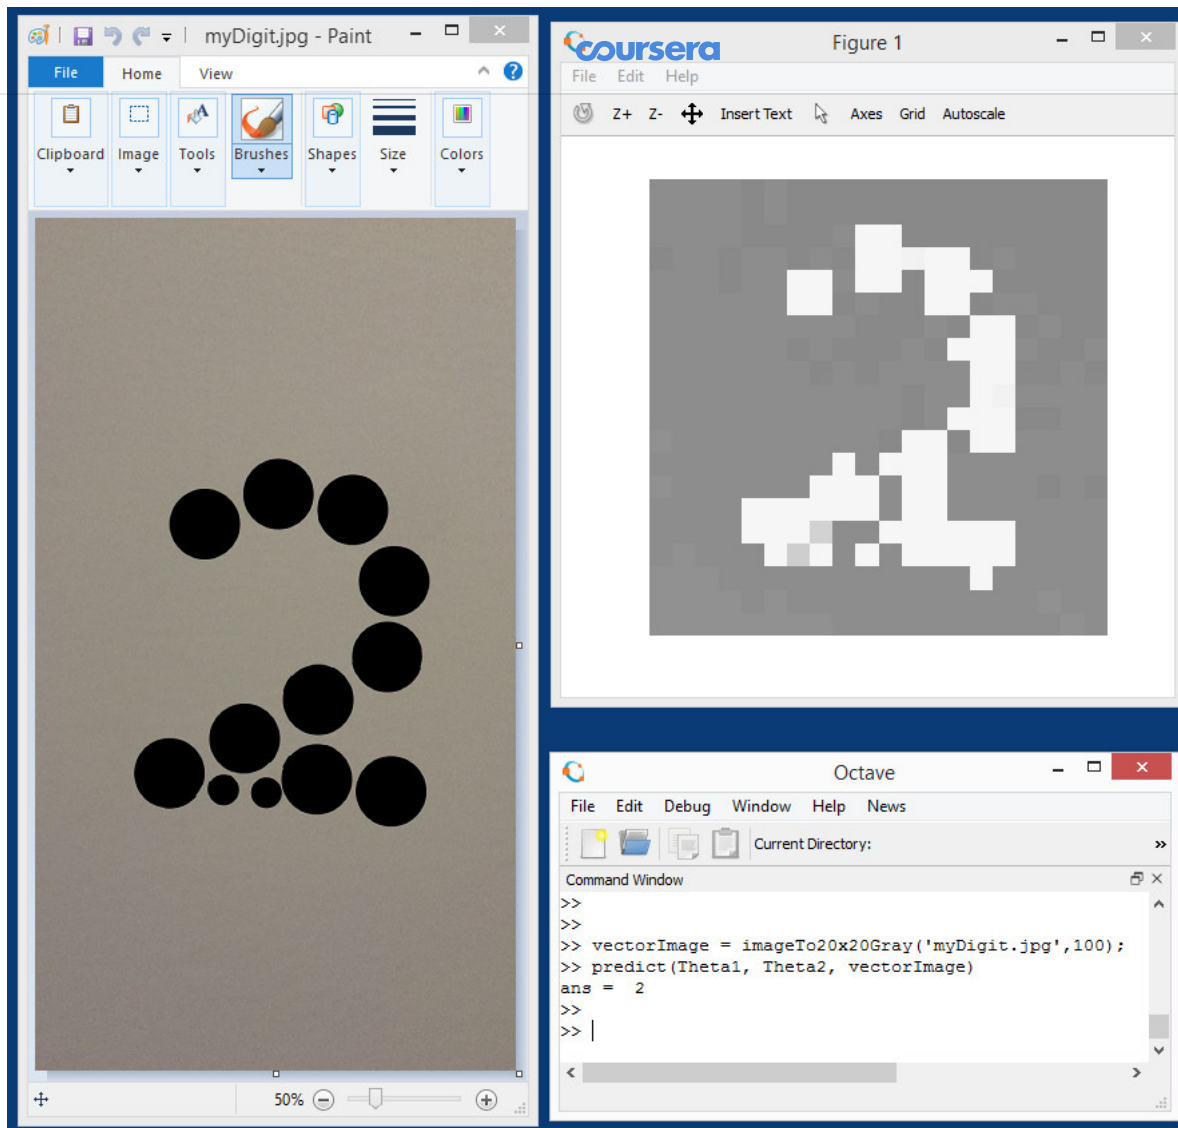 myDigit.jpg - Paint
File Home View
Clipboard Image Tools Brushes Shapes Size Colors
50%
coursera
Figure 1
File Edit Help
Z+ Z- Insert Text Axes Grid Autoscale
Octave
File Edit Debug Window Help News
Current Directory:
Command Window
>>
>>
>> vectorImage = imageTo20x20Gray('myDigit.jpg',100);
>> predict(Theta1, Theta2, vectorImage)
ans =  2
>>
>>